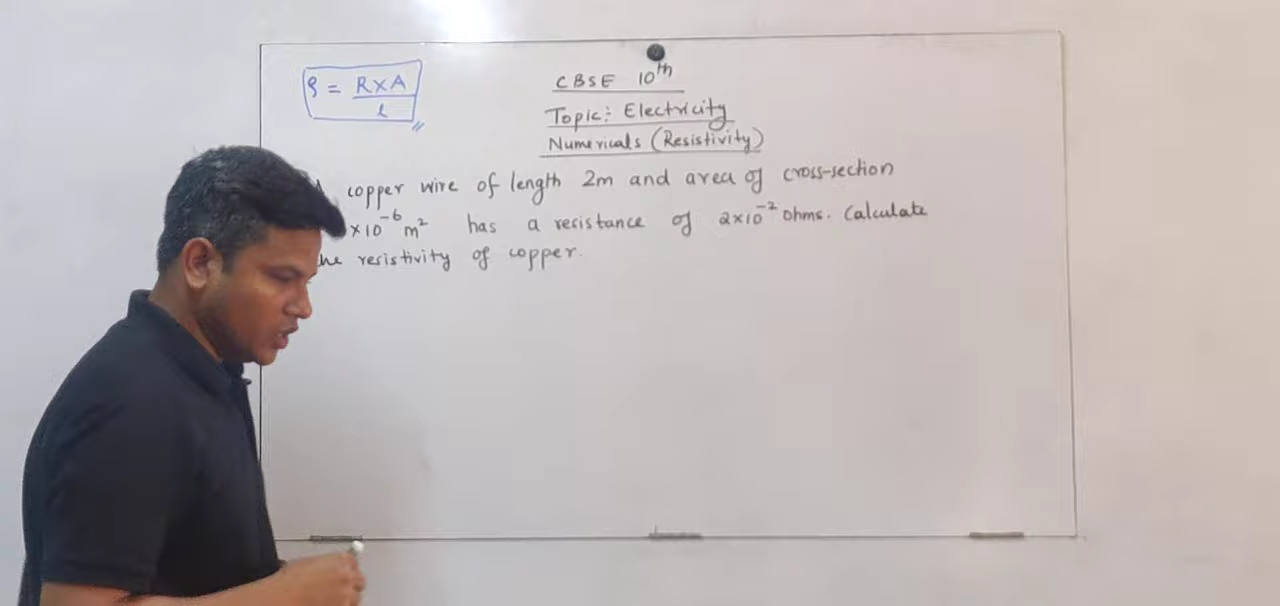 ρ = R×A / l
CBSE 10th
Topic: Electricity
Numericals (Resistivity)
copper wire of length 2m and area of cross-section
×10⁻⁶ m² has a resistance of 2×10⁻² Ohms. Calculate
the resistivity of copper.